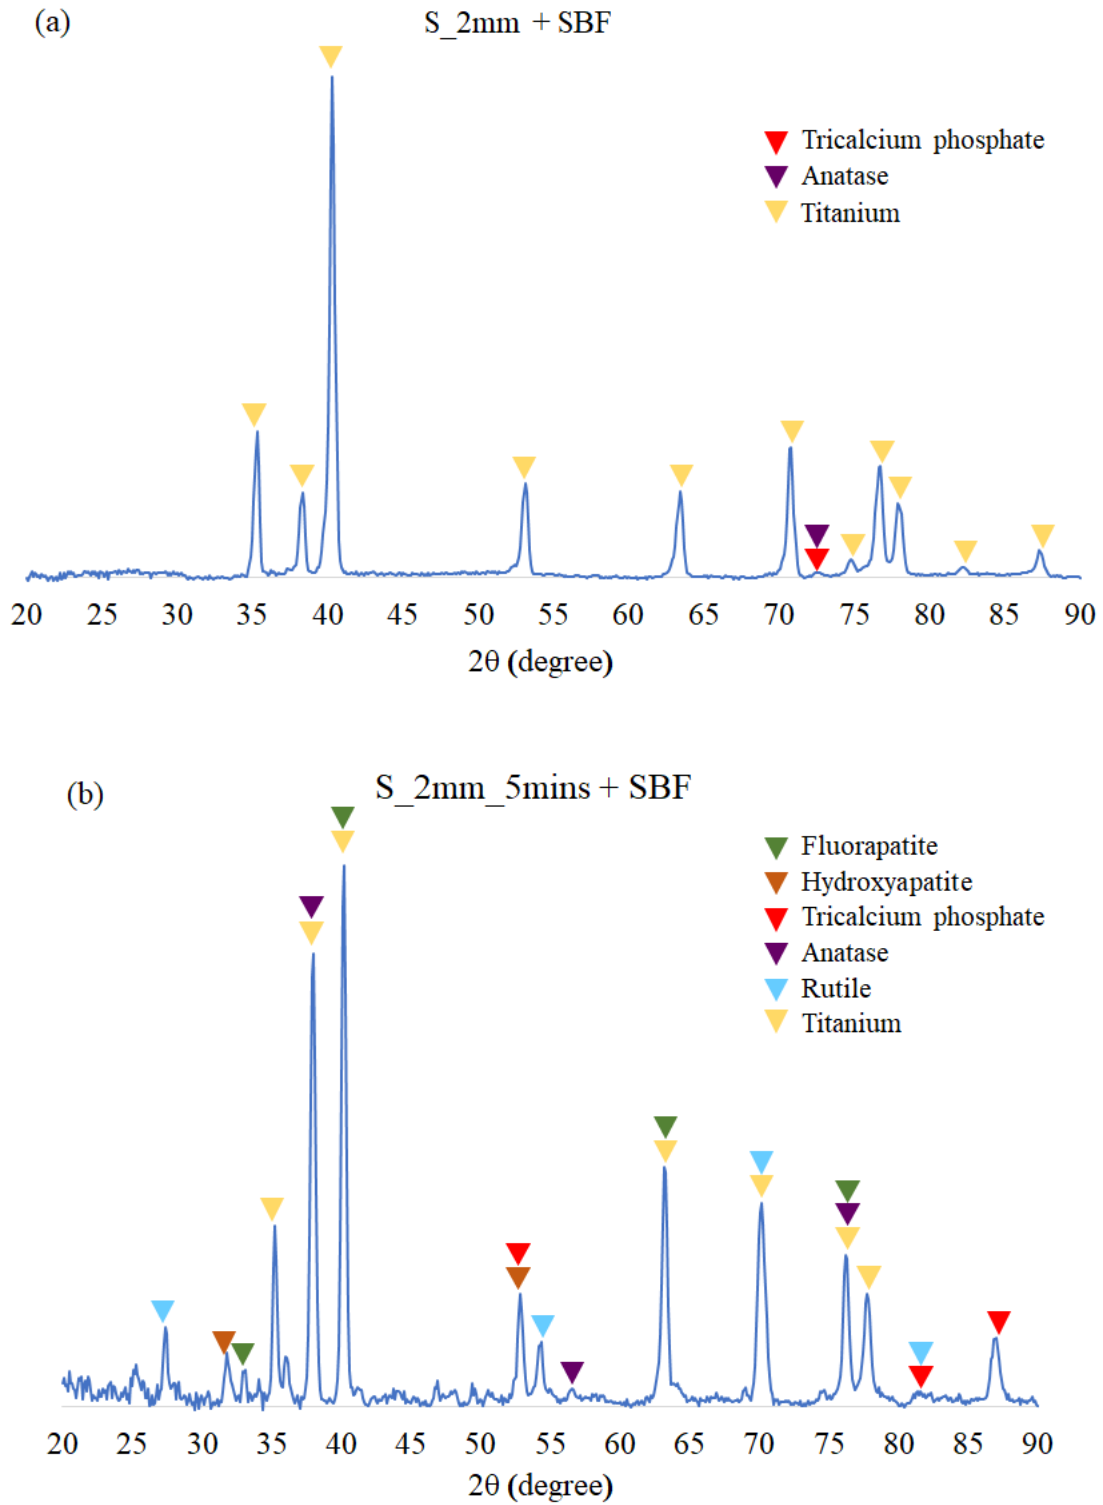 (a)
S_2mm + SBF
Tricalcium phosphate
Anatase
Titanium
20 25 30 35 40 45 50 55 60 65 70 75 80 85 90
2θ (degree)
(b)
S_2mm_5mins + SBF
Fluorapatite
Hydroxyapatite
Tricalcium phosphate
Anatase
Rutile
Titanium
20 25 30 35 40 45 50 55 60 65 70 75 80 85 90
2θ (degree)